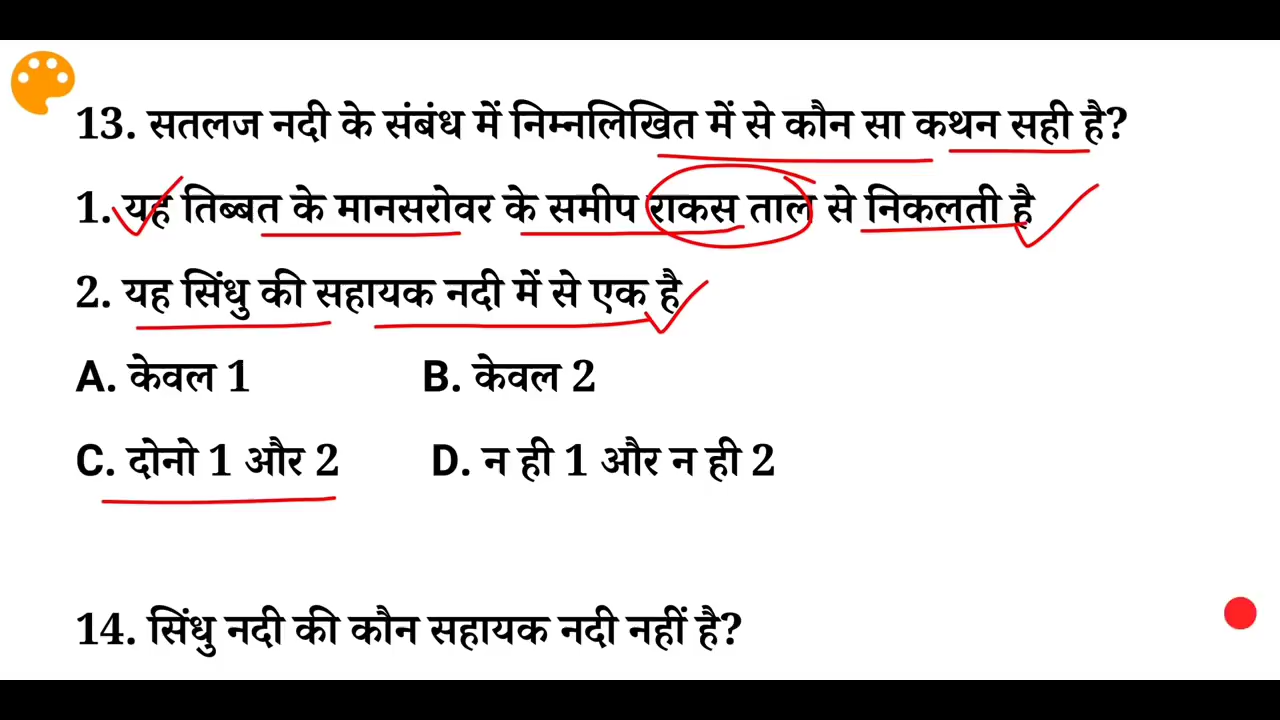 13. सतलज नदी के संबंध में निम्नलिखित में से कौन सा कथन सही है?
1. यह तिब्बत के मानसरोवर के समीप राकस ताल से निकलती है
2. यह सिंधु की सहायक नदी में से एक है
A. केवल 1 B. केवल 2
C. दोनो 1 और 2 D. न ही 1 और न ही 2
14. सिंधु नदी की कौन सहायक नदी नहीं है?